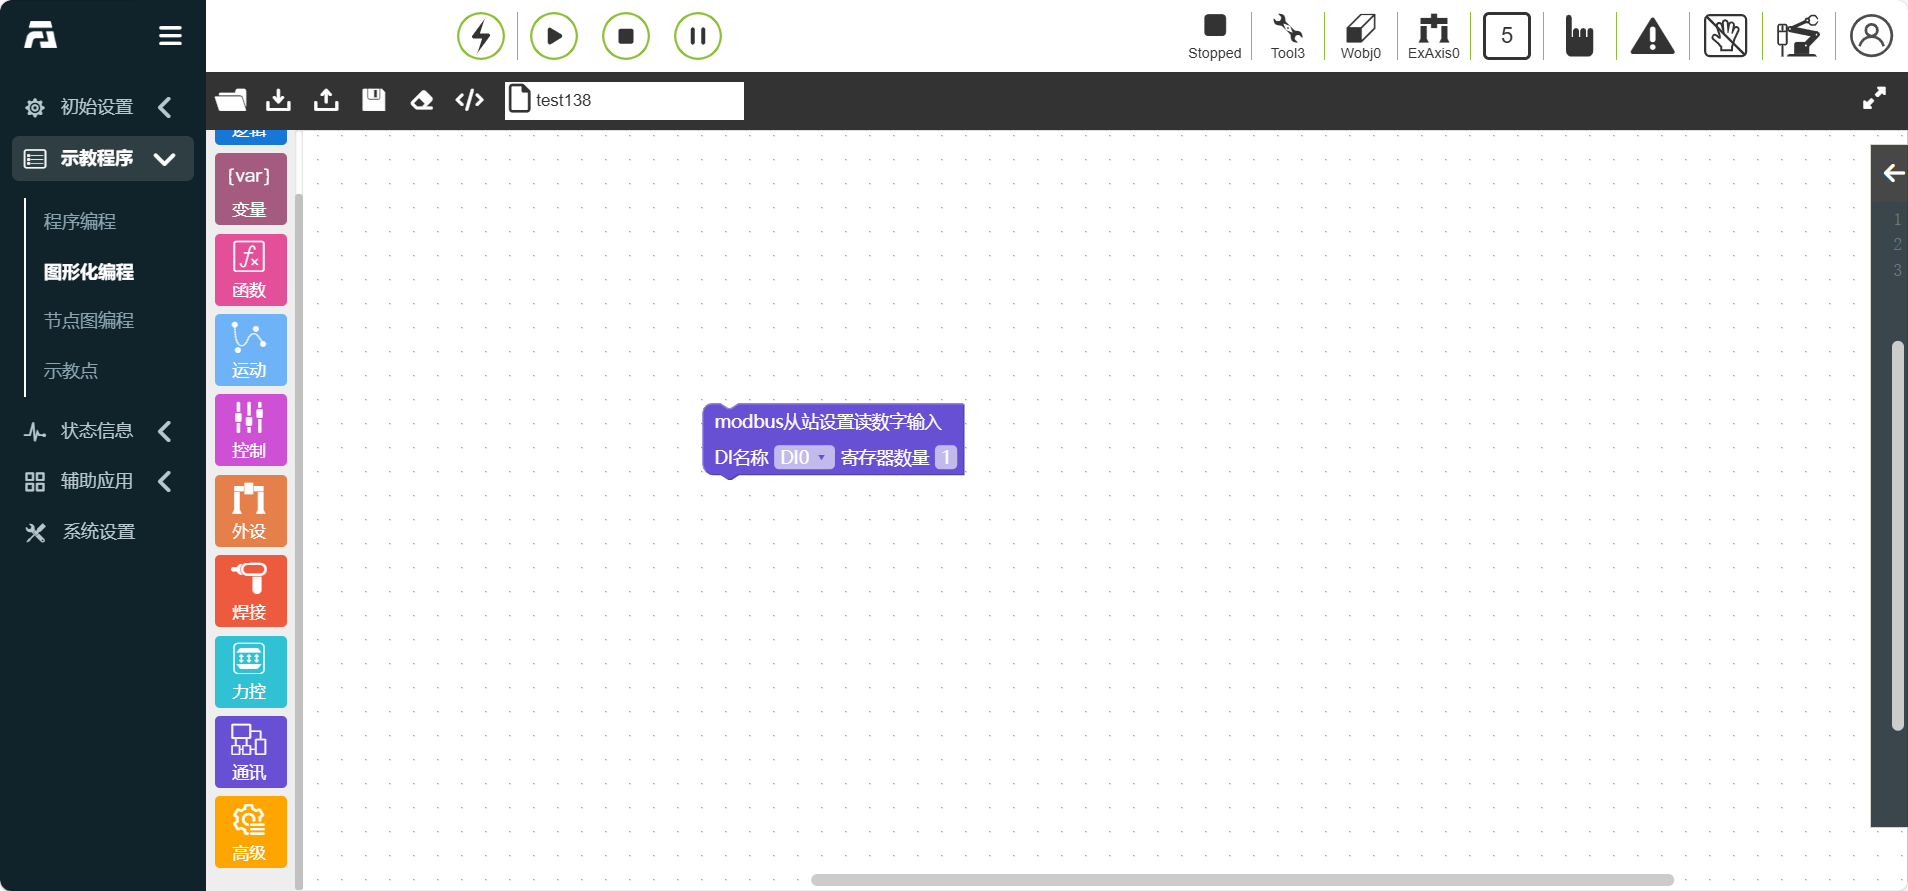 Stopped
Tool3
Wobj0
ExAxis0
5
test138
初始设置
示教程序
程序编程
图形化编程
节点图编程
示教点
状态信息
辅助应用
系统设置
逻辑
{var}
变量
函数
运动
控制
外设
焊接
力控
通讯
高级
modbus从站设置读数字输入
DI名称 DI0 寄存器数量 1
1
2
3